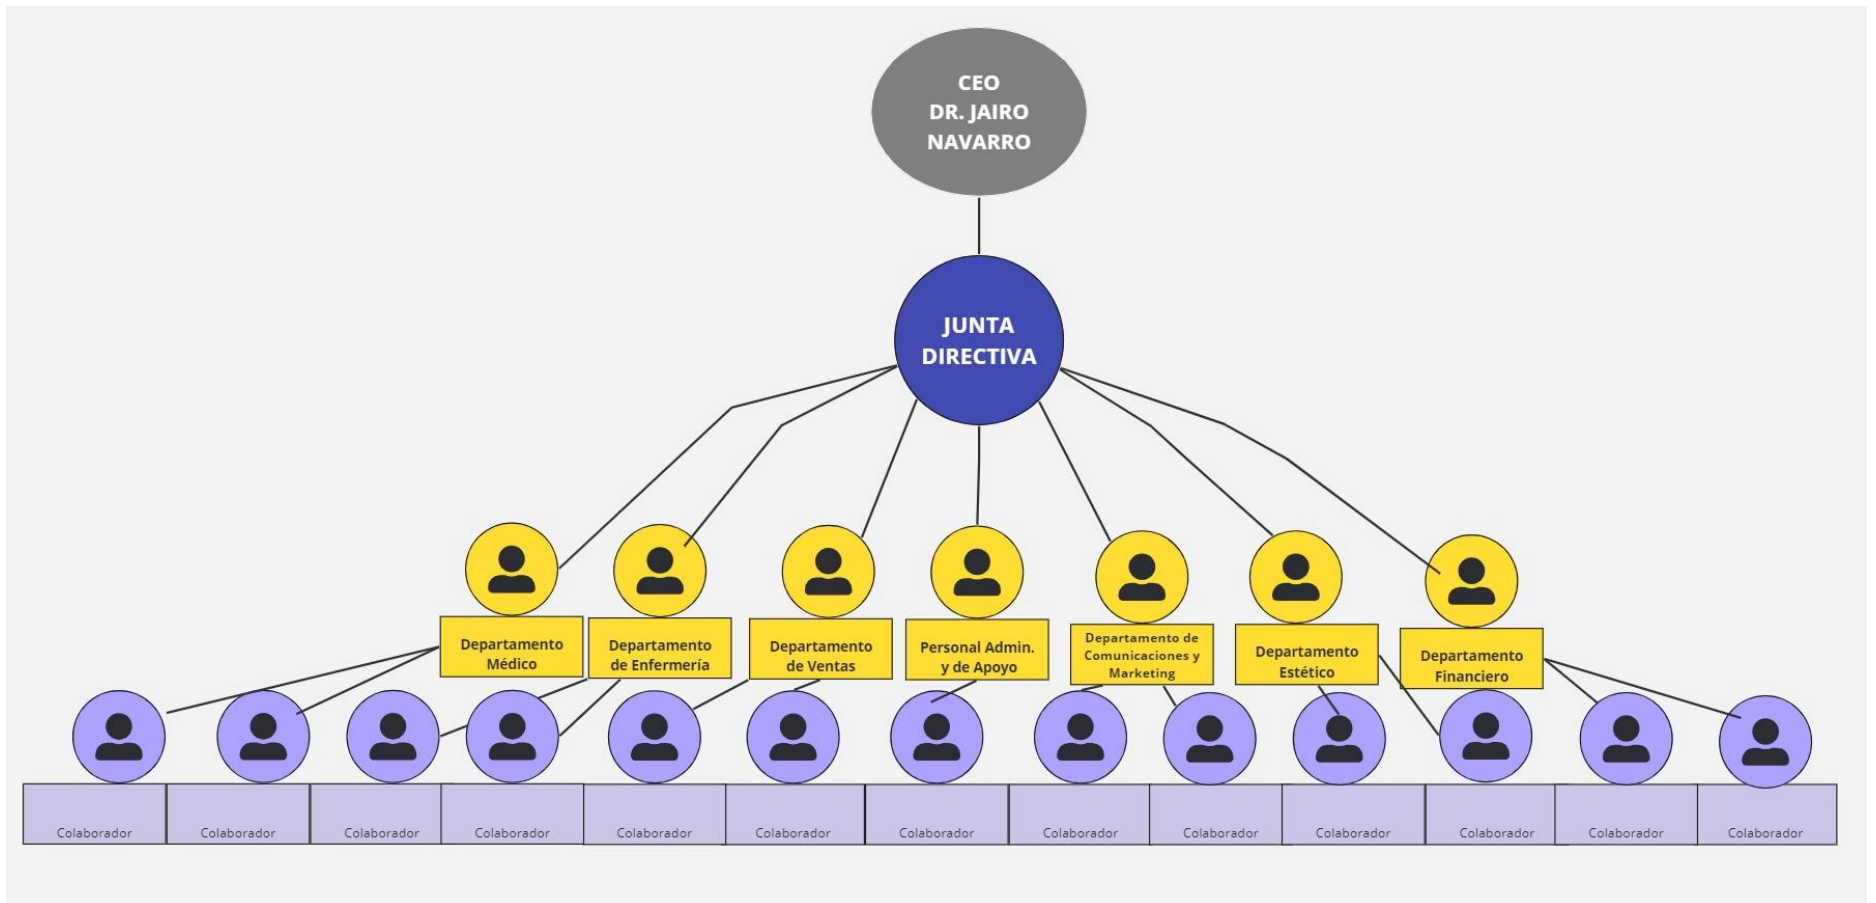 CEO
DR. JAIRO
NAVARRO
JUNTA
DIRECTIVA
Departamento
Médico
Departamento
de Enfermería
Departamento
de Ventas
Personal Admin.
y de Apoyo
Departamento de
Comunicaciones y
Marketing
Departamento
Estético
Departamento
Financiero
Colaborador
Colaborador
Colaborador
Colaborador
Colaborador
Colaborador
Colaborador
Colaborador
Colaborador
Colaborador
Colaborador
Colaborador
Colaborador